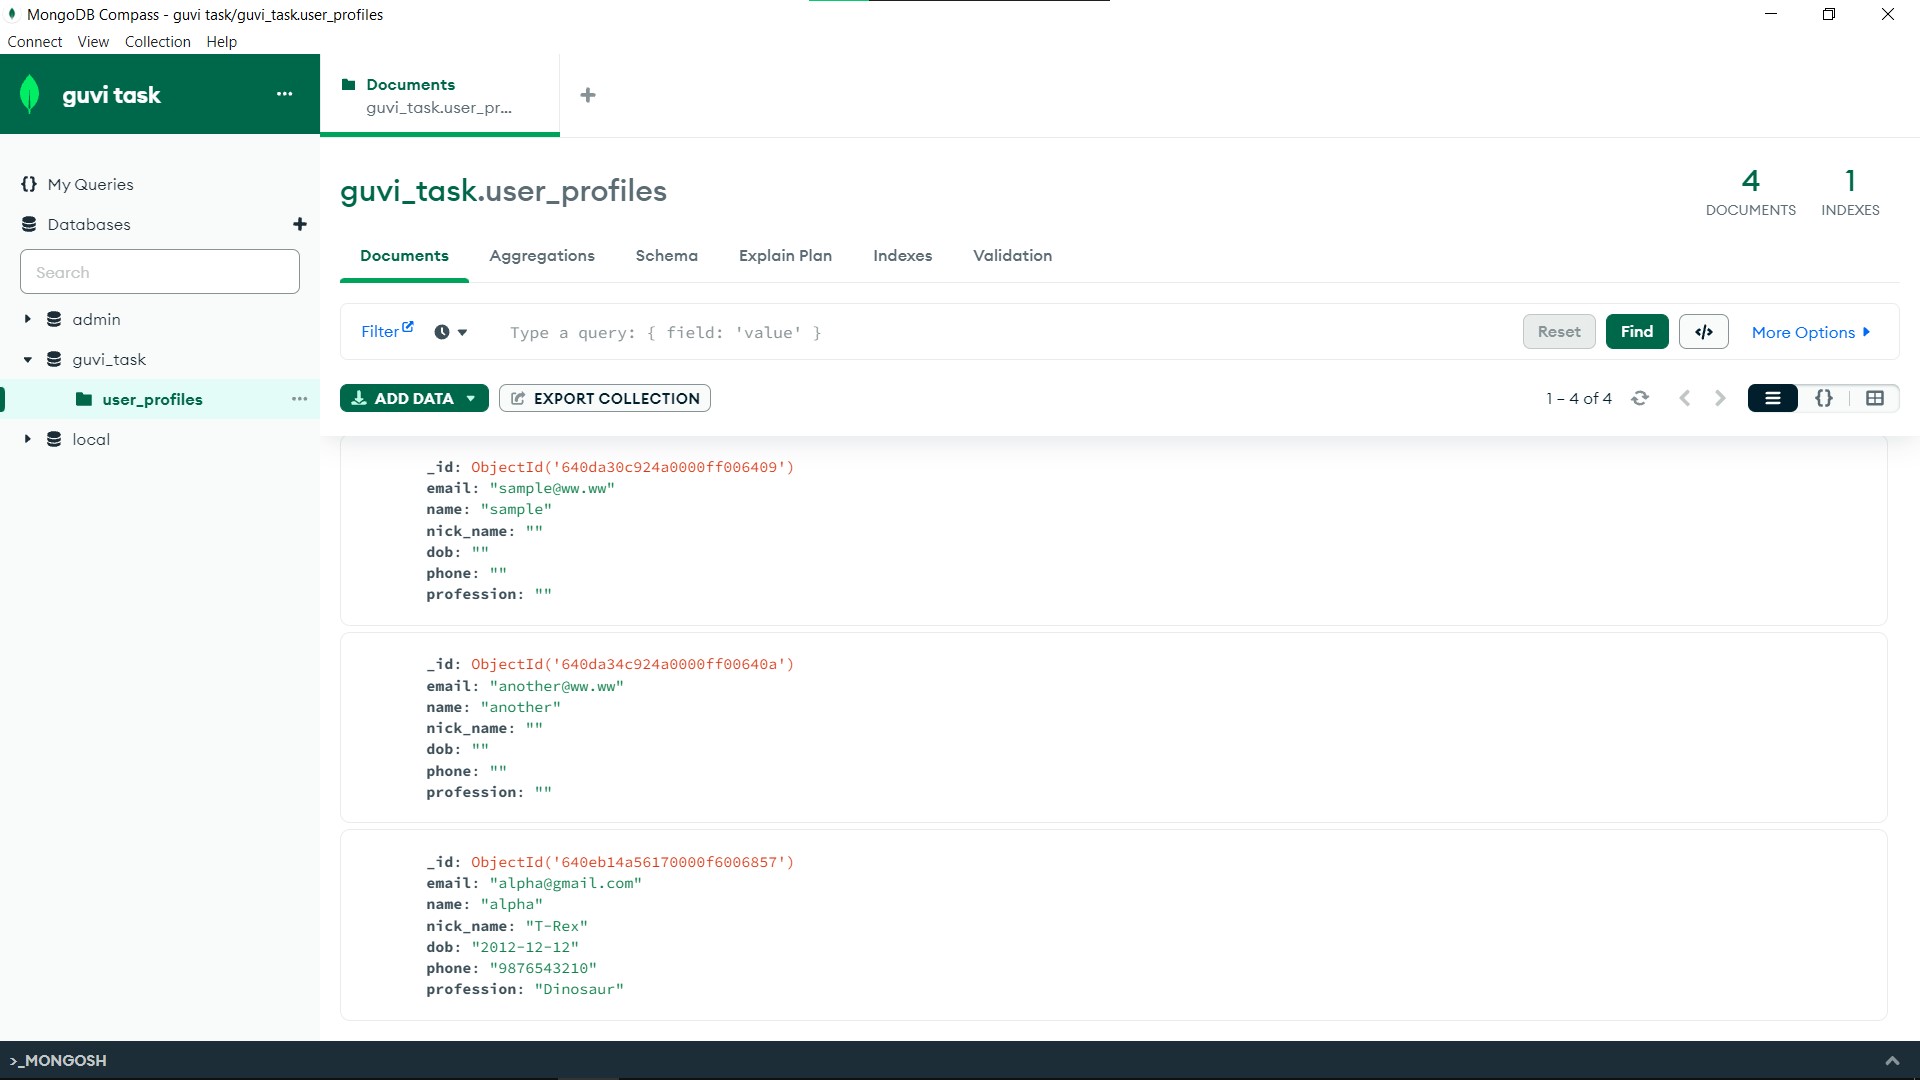 MongoDB Compass - guvi task/guvi_task.user_profiles
Connect View Collection Help
guvi task
Documents
guvi_task.user_pr...
My Queries
Databases
Search
admin
guvi_task
user_profiles
local
guvi_task.user_profiles
4
DOCUMENTS
1
INDEXES
Documents Aggregations Schema Explain Plan Indexes Validation
Filter Type a query: { field: 'value' } Reset Find </> More Options
ADD DATA EXPORT COLLECTION 1 – 4 of 4 {}
_id: ObjectId('640da30c924a0000ff006409')
email: "sample@ww.ww"
name: "sample"
nick_name: ""
dob: ""
phone: ""
profession: ""
_id: ObjectId('640da34c924a0000ff00640a')
email: "another@ww.ww"
name: "another"
nick_name: ""
dob: ""
phone: ""
profession: ""
_id: ObjectId('640eb14a56170000f6006857')
email: "alpha@gmail.com"
name: "alpha"
nick_name: "T-Rex"
dob: "2012-12-12"
phone: "9876543210"
profession: "Dinosaur"
>_MONGOSH